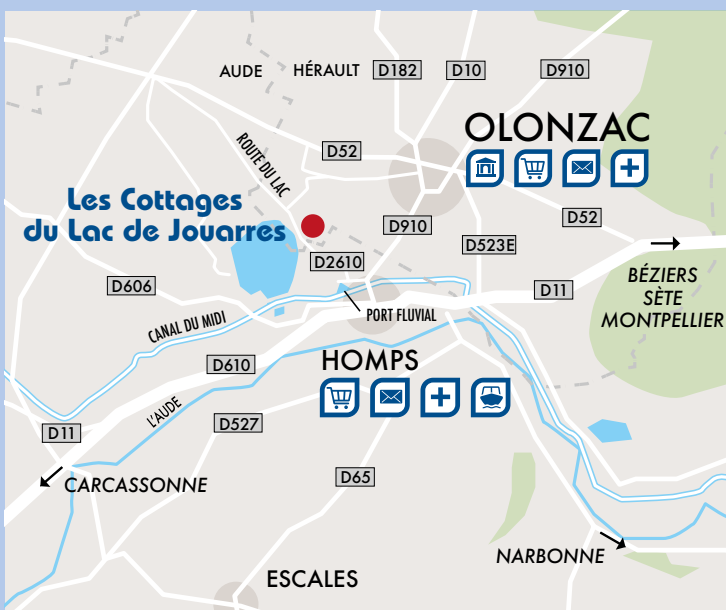 AUDE
HÉRAULT
D182
D10
D910
OLONZAC
ROUTE DU LAC
D52
Les Cottages
du Lac de Jouarres
D910
D52
D523E
D2610
D606
D11
BÉZIERS
SÈTE
MONTPELLIER
PORT FLUVIAL
CANAL DU MIDI
HOMPS
D610
L'AUDE
D527
D11
CARCASSONNE
D65
NARBONNE
ESCALES